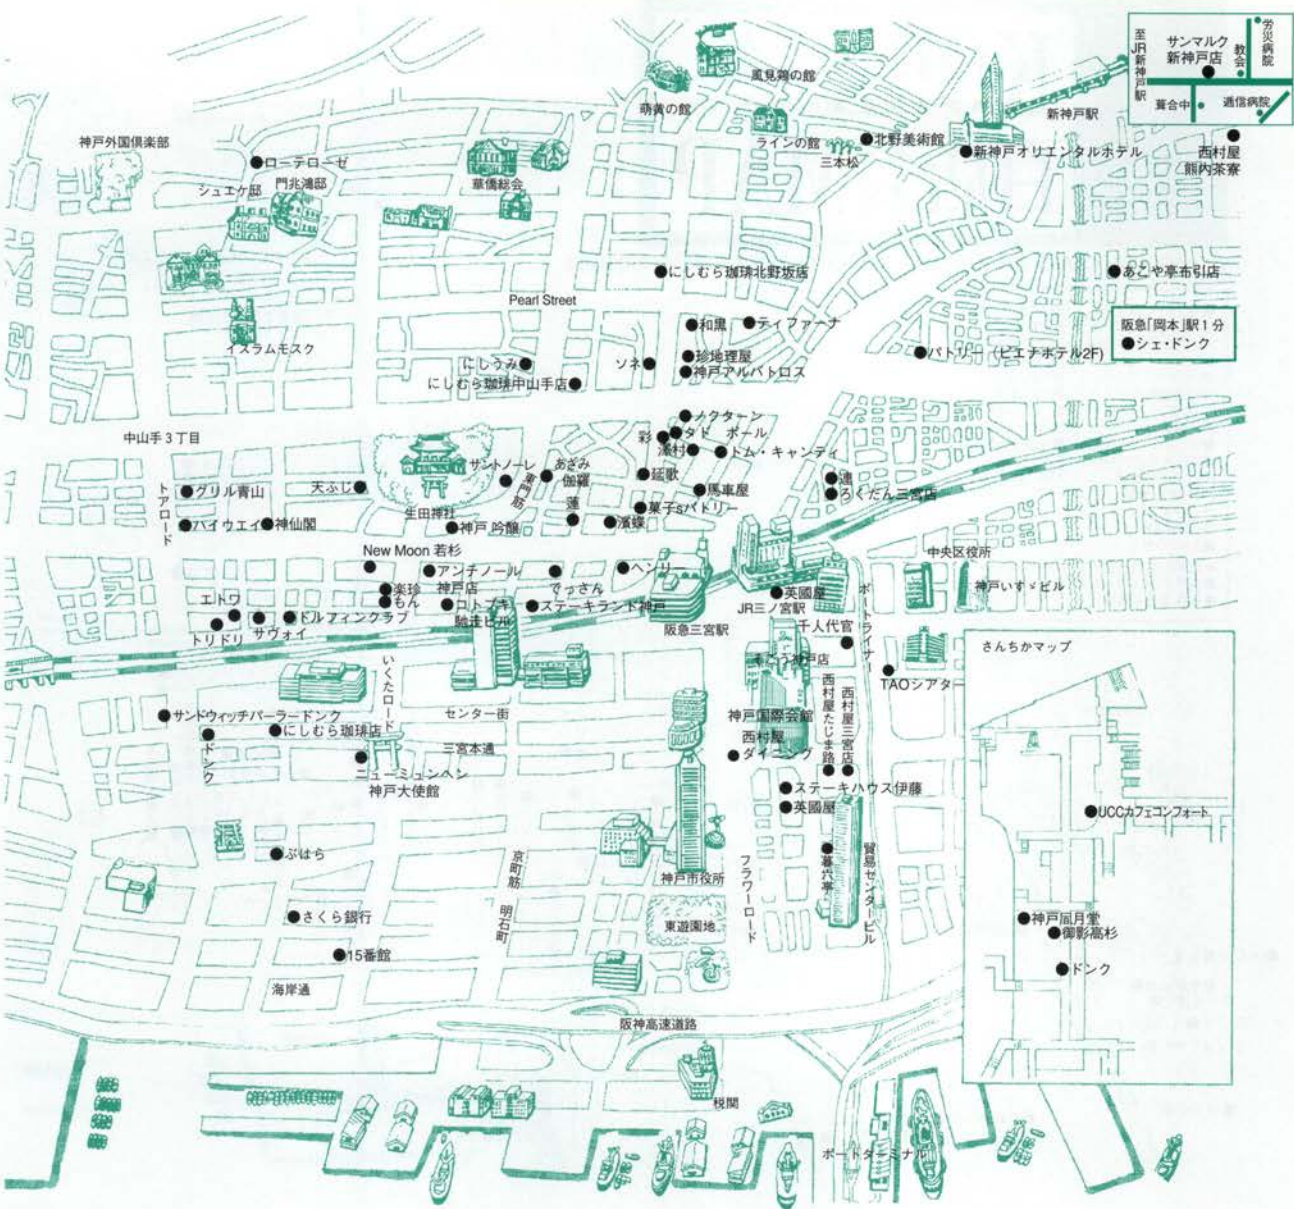 至JR新神戸駅
サンマルク
新神戸店
教会
労災病院
葺合中
逓信病院
風見鶏の館
萌黄の館
新神戸駅
神戸外国倶楽部
ローテローゼ
シュエケ邸
門兆鴻邸
華僑総会
ラインの館
三本松
北野美術館
新神戸オリエンタルホテル
西村屋
熊内茶寮
にしむら珈琲北野坂店
あこや亭布引店
Pearl Street
イスラムモスク
和黒
ティファーナ
阪急「岡本」駅1分
シェ・ドンク
にしうみ
ソネ
珍地理屋
神戸アルバトロス
パトリー(ピエナホテル2F)
にしむら珈琲中山手店
ノクターン
中山手3丁目
彩
タド ポール
濱村
トム・キャンティ
トアロード
グリル青山
天ふじ
サントノーレ
東門筋
あざみ
伽羅
延歌
馬車屋
ろくだん三宮店
ハイウエイ
神仙閣
生田神社
神戸 吟醸
蓮
濱蝶
菓子sパトリー
New Moon 若杉
アンチノール
神戸店
でっさん
ヘンリー
中央区役所
神戸いすゞビル
楽珍
もん
コトブキ
馳走ビル
ステーキランド神戸
英國屋
JR三ノ宮駅
ポートライナー
エトワ
トリドリ
サヴォイ
ドルフィンクラブ
阪急三宮駅
千人代官
そごう神戸店
TAOシアター
さんちかマップ
いくたロード
サンドウィッチパーラードンク
にしむら珈琲店
ドンク
センター街
三宮本通
ニューミュンヘン
神戸大使館
神戸国際会館
西村屋
ダイニング
西村屋たじま路
西村屋三宮店
ステーキハウス伊藤
英國屋
UCCカフェコンフォート
ぶはら
京町筋
明石町
神戸市役所
フラワーロード
暮六亭
貿易センタービル
さくら銀行
東遊園地
神戸凮月堂
御影高杉
15番館
ドンク
海岸通
阪神高速道路
税関
ポートターミナル